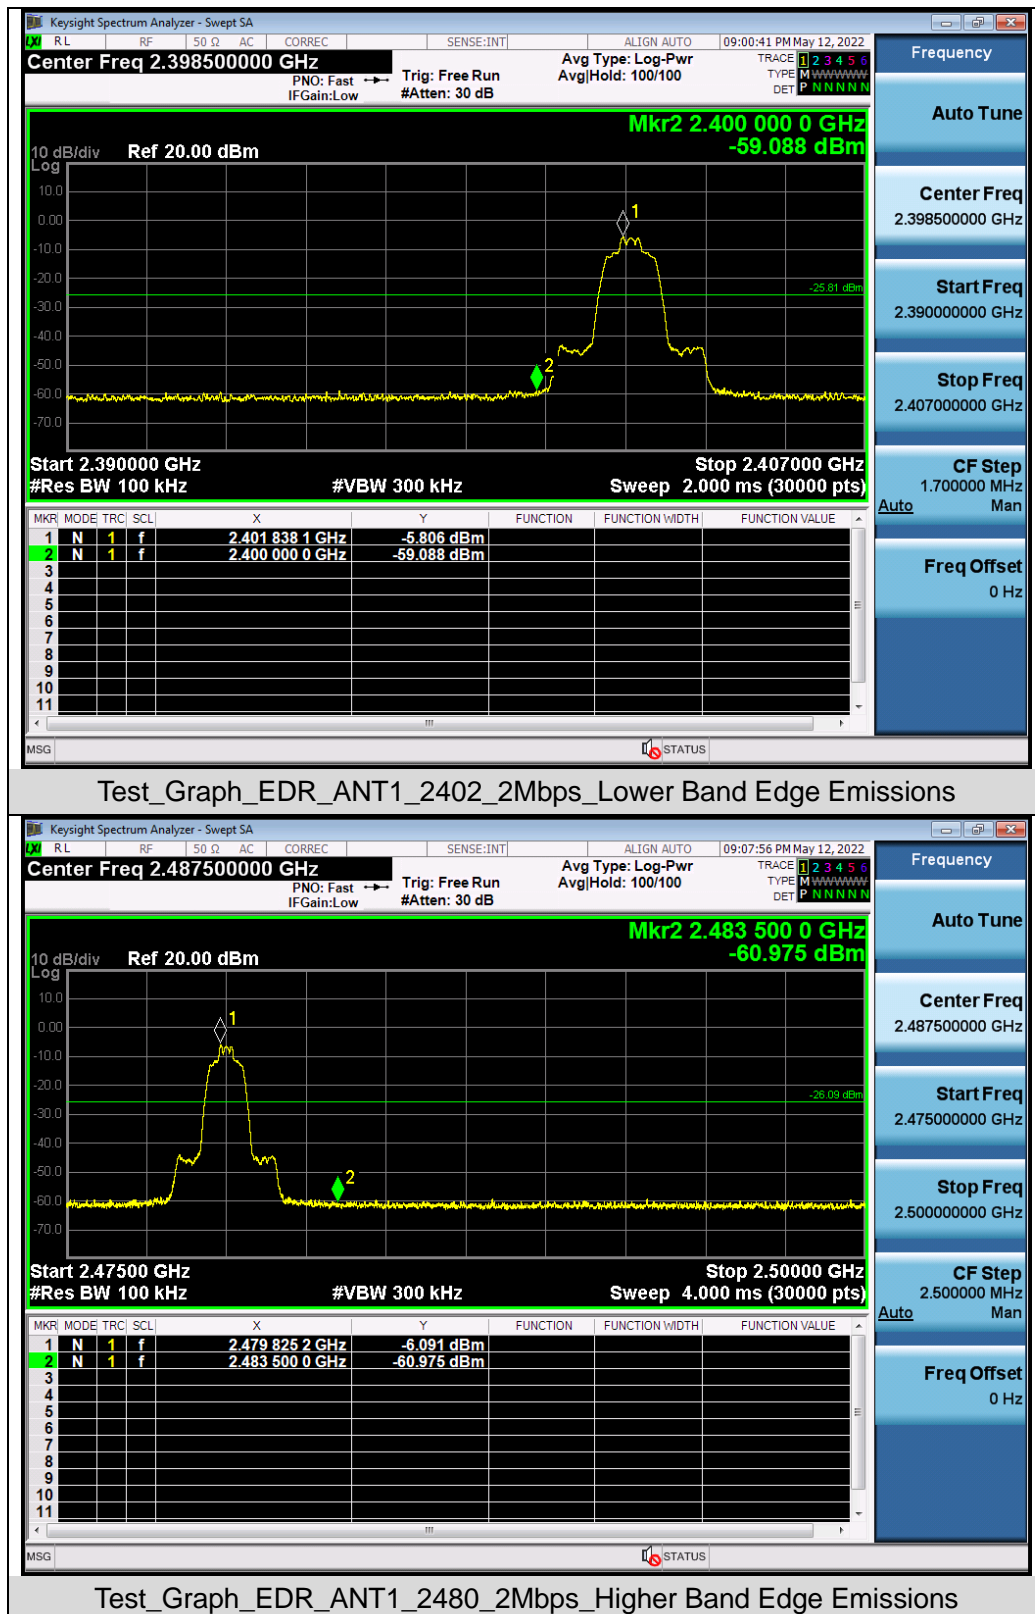 Keysight Spectrum Analyzer - Swept SA
LXI RL RF 50 Ω AC CORREC SENSE:INT ALIGN AUTO 09:00:41 PM May 12, 2022
Center Freq 2.398500000 GHz
PNO: Fast
IFGain:Low
Trig: Free Run
#Atten: 30 dB
Avg Type: Log-Pwr
Avg|Hold: 100/100
TRACE 1 2 3 4 5 6
TYPE M WWWWW
DET P N N N N N
Frequency
Auto Tune
Center Freq
2.398500000 GHz
Start Freq
2.390000000 GHz
Stop Freq
2.407000000 GHz
CF Step
1.700000 MHz
Auto Man
Freq Offset
0 Hz
Mkr2 2.400 000 0 GHz
-59.088 dBm
10 dB/div Ref 20.00 dBm
Log
10.0
0.00
-10.0
-20.0
-30.0
-40.0
-50.0
-60.0
-70.0
1
-25.81 dBm
2
Start 2.390000 GHz Stop 2.407000 GHz
#Res BW 100 kHz #VBW 300 kHz Sweep 2.000 ms (30000 pts)
MKR MODE TRC SCL X Y FUNCTION FUNCTION WIDTH FUNCTION VALUE
1 N 1 f 2.401 838 1 GHz -5.806 dBm
2 N 1 f 2.400 000 0 GHz -59.088 dBm
3
4
5
6
7
8
9
10
11
MSG STATUS
Test_Graph_EDR_ANT1_2402_2Mbps_Lower Band Edge Emissions
Keysight Spectrum Analyzer - Swept SA
LXI RL RF 50 Ω AC CORREC SENSE:INT ALIGN AUTO 09:07:56 PM May 12, 2022
Center Freq 2.487500000 GHz
PNO: Fast
IFGain:Low
Trig: Free Run
#Atten: 30 dB
Avg Type: Log-Pwr
Avg|Hold: 100/100
TRACE 1 2 3 4 5 6
TYPE M WWWWW
DET P N N N N N
Frequency
Auto Tune
Center Freq
2.487500000 GHz
Start Freq
2.475000000 GHz
Stop Freq
2.500000000 GHz
CF Step
2.500000 MHz
Auto Man
Freq Offset
0 Hz
Mkr2 2.483 500 0 GHz
-60.975 dBm
10 dB/div Ref 20.00 dBm
Log
10.0
0.00
-10.0
-20.0
-30.0
-40.0
-50.0
-60.0
-70.0
1
-26.09 dBm
2
Start 2.47500 GHz Stop 2.50000 GHz
#Res BW 100 kHz #VBW 300 kHz Sweep 4.000 ms (30000 pts)
MKR MODE TRC SCL X Y FUNCTION FUNCTION WIDTH FUNCTION VALUE
1 N 1 f 2.479 825 2 GHz -6.091 dBm
2 N 1 f 2.483 500 0 GHz -60.975 dBm
3
4
5
6
7
8
9
10
11
MSG STATUS
Test_Graph_EDR_ANT1_2480_2Mbps_Higher Band Edge Emissions